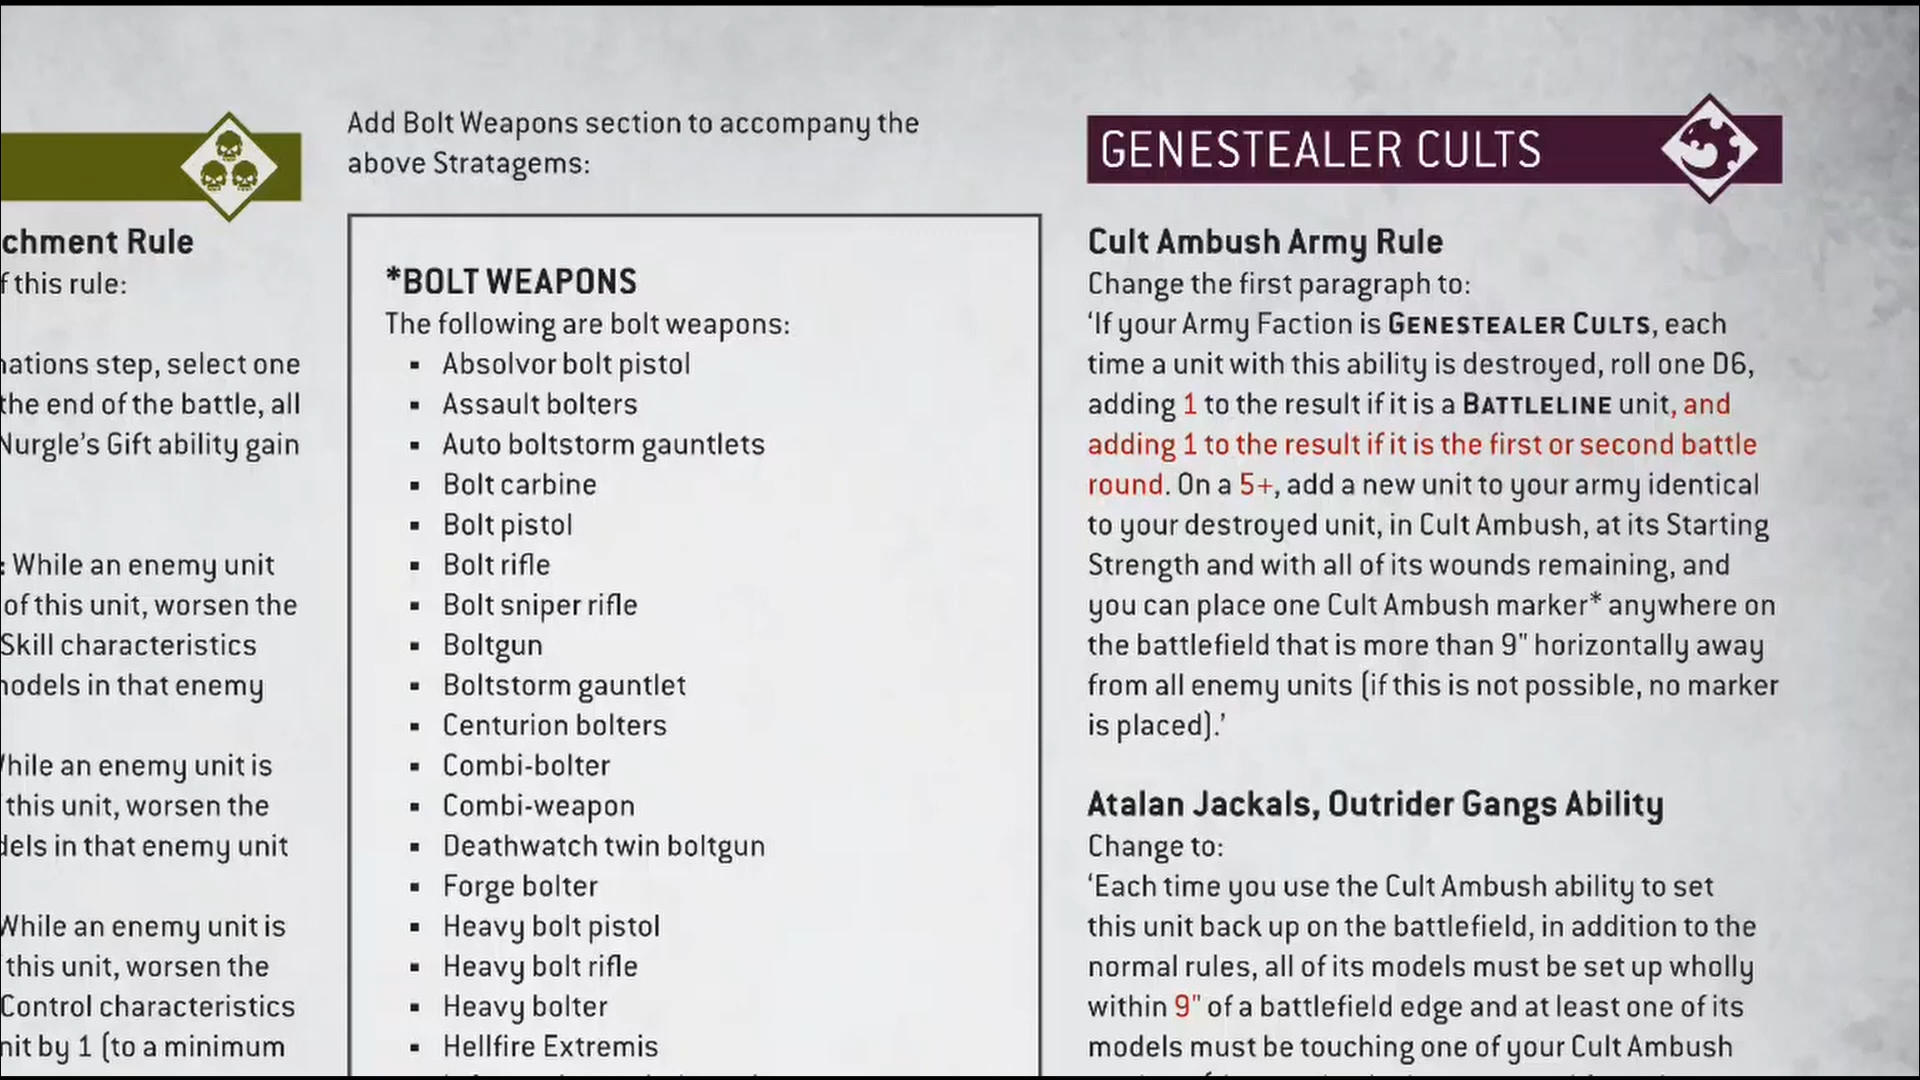 chment Rule
f this rule:
ations step, select one
the end of the battle, all
Nurgle's Gift ability gain
: While an enemy unit
of this unit, worsen the
Skill characteristics
models in that enemy
While an enemy unit is
this unit, worsen the
dels in that enemy unit
While an enemy unit is
this unit, worsen the
Control characteristics
nit by 1 (to a minimum
Add Bolt Weapons section to accompany the
above Stratagems:
*BOLT WEAPONS
The following are bolt weapons:
▪ Absolvor bolt pistol
▪ Assault bolters
▪ Auto boltstorm gauntlets
▪ Bolt carbine
▪ Bolt pistol
▪ Bolt rifle
▪ Bolt sniper rifle
▪ Boltgun
▪ Boltstorm gauntlet
▪ Centurion bolters
▪ Combi-bolter
▪ Combi-weapon
▪ Deathwatch twin boltgun
▪ Forge bolter
▪ Heavy bolt pistol
▪ Heavy bolt rifle
▪ Heavy bolter
▪ Hellfire Extremis
GENESTEALER CULTS
Cult Ambush Army Rule
Change the first paragraph to:
'If your Army Faction is GENESTEALER CULTS, each
time a unit with this ability is destroyed, roll one D6,
adding 1 to the result if it is a BATTLELINE unit, and
adding 1 to the result if it is the first or second battle
round. On a 5+, add a new unit to your army identical
to your destroyed unit, in Cult Ambush, at its Starting
Strength and with all of its wounds remaining, and
you can place one Cult Ambush marker* anywhere on
the battlefield that is more than 9" horizontally away
from all enemy units (if this is not possible, no marker
is placed).'
Atalan Jackals, Outrider Gangs Ability
Change to:
'Each time you use the Cult Ambush ability to set
this unit back up on the battlefield, in addition to the
normal rules, all of its models must be set up wholly
within 9" of a battlefield edge and at least one of its
models must be touching one of your Cult Ambush